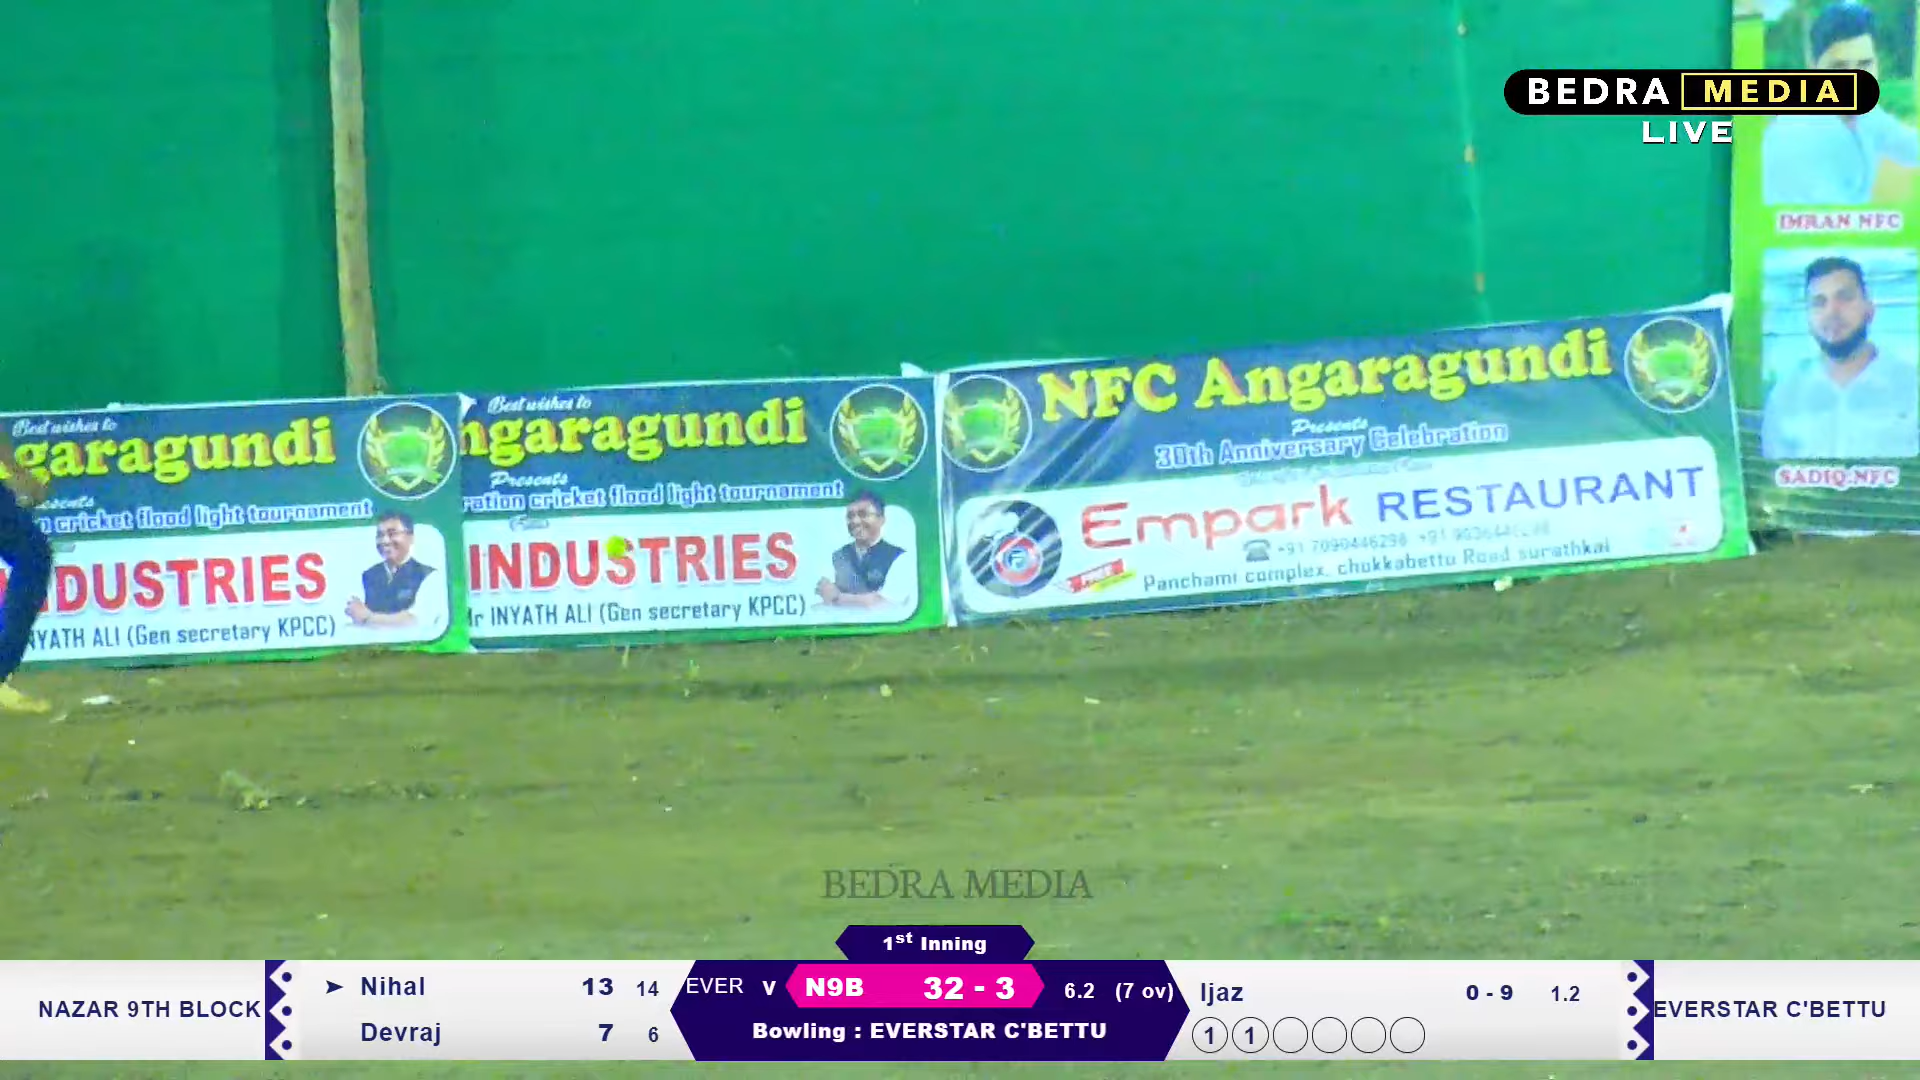 BEDRA MEDIA
LIVE
IMRAN NFC
SADIQ.NFC
Best wishes to
garagundi
cricket flood light tournament
DUSTRIES
YATH ALI (Gen secretary KPCC)
Best wishes to
ngaragundi
Presents
ration cricket flood light tournament
INDUSTRIES
Mr INYATH ALI (Gen secretary KPCC)
NFC Angaragundi
Presents
30th Anniversary Celebration
Empark RESTAURANT
FREE
+91 7090446298
Panchami complex, chokkabettu Road surathkal
BEDRA MEDIA
1st Inning
NAZAR 9TH BLOCK
Nihal 13 14
Devraj 7 6
EVER v N9B 32 - 3 6.2 (7 ov)
Bowling : EVERSTAR C'BETTU
Ijaz 0 - 9 1.2
1 1
EVERSTAR C'BETTU